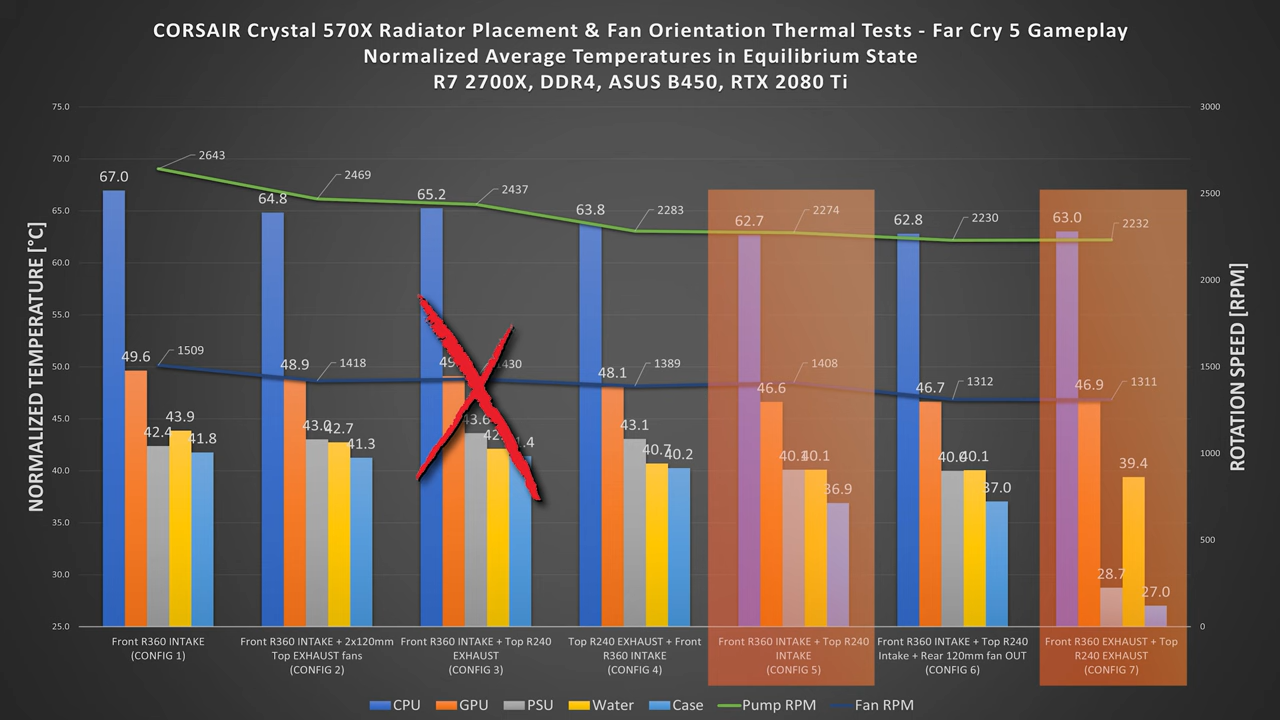 CORSAIR Crystal 570X Radiator Placement & Fan Orientation Thermal Tests - Far Cry 5 Gameplay
Normalized Average Temperatures in Equilibrium State
R7 2700X, DDR4, ASUS B450, RTX 2080 Ti
NORMALIZED TEMPERATURE [°C]
75.0
70.0
65.0
60.0
55.0
50.0
45.0
40.0
35.0
30.0
25.0
3000
2500
2000
1500
1000
500
0
ROTATION SPEED [RPM]
2643
2469
2437
2283
2274
2230
2232
1509
1418
430
1389
1408
1312
1311
67.0
49.6
42.4
43.9
41.8
64.8
48.9
43.0
42.7
41.3
65.2
49
43.6
42
.4
63.8
48.1
43.1
40.7
40.2
62.7
46.6
40.1
40.1
36.9
62.8
46.7
40.0
40.1
37.0
63.0
46.9
28.7
39.4
27.0
Front R360 INTAKE
(CONFIG 1)
Front R360 INTAKE + 2x120mm
Top EXHAUST fans
(CONFIG 2)
Front R360 INTAKE + Top R240
EXHAUST
(CONFIG 3)
Top R240 EXHAUST + Front
R360 INTAKE
(CONFIG 4)
Front R360 INTAKE + Top R240
INTAKE
(CONFIG 5)
Front R360 INTAKE + Top R240
Intake + Rear 120mm fan OUT
(CONFIG 6)
Front R360 EXHAUST + Top
R240 EXHAUST
(CONFIG 7)
CPU GPU PSU Water Case Pump RPM Fan RPM